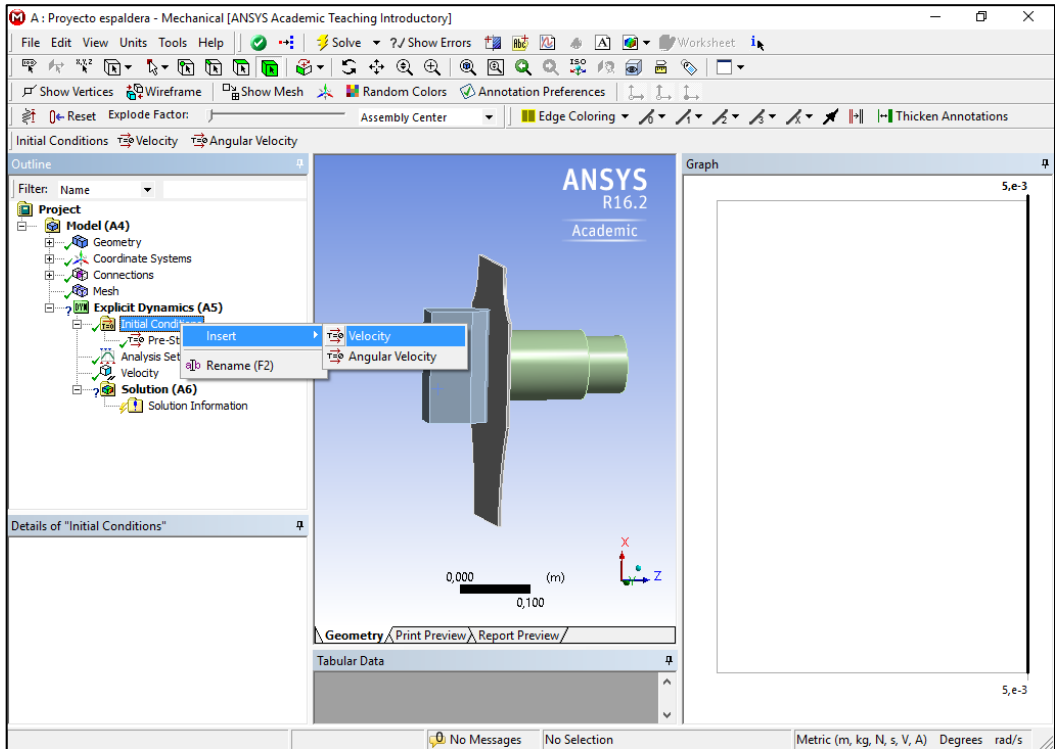 A : Proyecto espaldera - Mechanical [ANSYS Academic Teaching Introductory]
File Edit View Units Tools Help Solve ?/ Show Errors Worksheet
Show Vertices Wireframe Show Mesh Random Colors Annotation Preferences
Reset Explode Factor: Assembly Center Edge Coloring Thicken Annotations
Initial Conditions Velocity Angular Velocity
Outline
Filter: Name
Project
Model (A4)
Geometry
Coordinate Systems
Connections
Mesh
Explicit Dynamics (A5)
Initial Conditions
Pre-St
Analysis Set
Velocity
Solution (A6)
Solution Information
Insert
Rename (F2)
Velocity
Angular Velocity
Details of "Initial Conditions"
ANSYS
R16.2
Academic
X
Y
Z
0,000
(m)
0,100
Geometry Print Preview Report Preview
Tabular Data
Graph
5,e-3
5,e-3
No Messages No Selection Metric (m, kg, N, s, V, A) Degrees rad/s